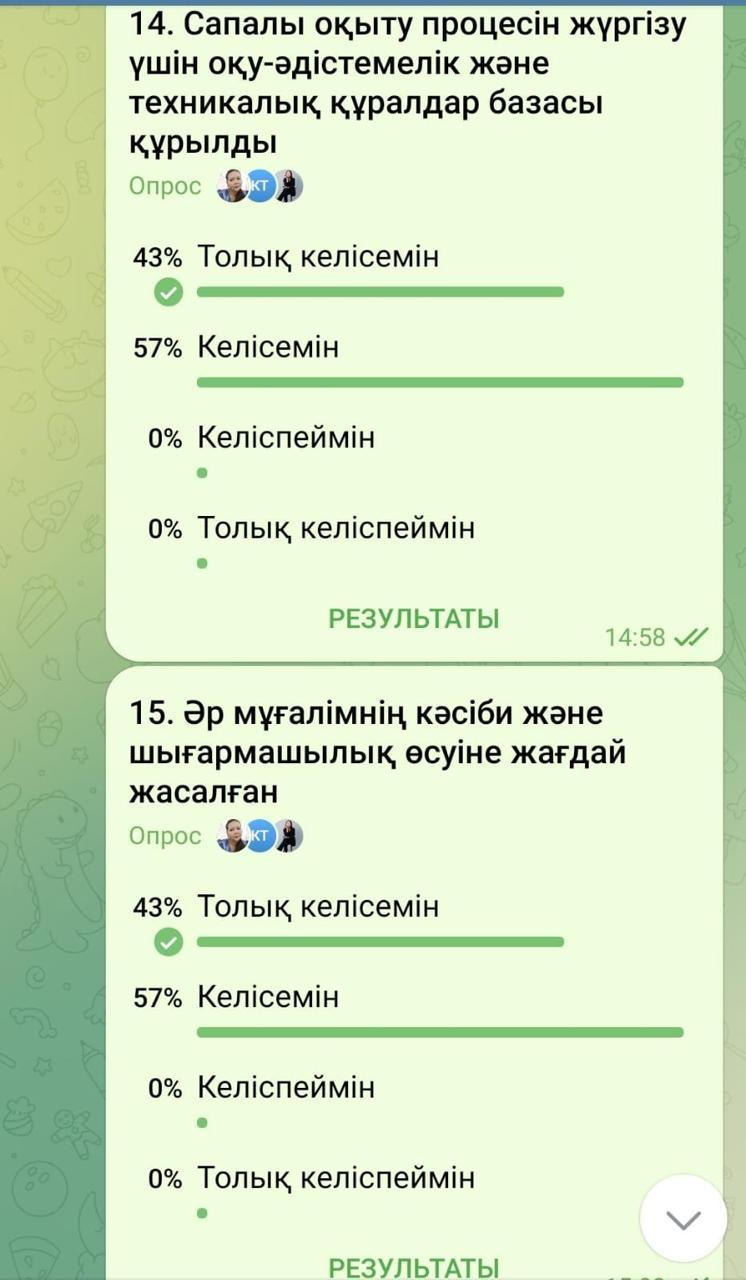 14. Сапалы оқыту процесін жүргізу
үшін оқу-әдістемелік және
техникалық құралдар базасы
құрылды
Опрос КТ
43% Толық келісемін
57% Келісемін
0% Келіспеймін
0% Толық келіспеймін
РЕЗУЛЬТАТЫ
14:58
15. Әр мұғалімнің кәсіби және
шығармашылық өсуіне жағдай
жасалған
Опрос КТ
43% Толық келісемін
57% Келісемін
0% Келіспеймін
0% Толық келіспеймін
РЕЗУЛЬТАТЫ